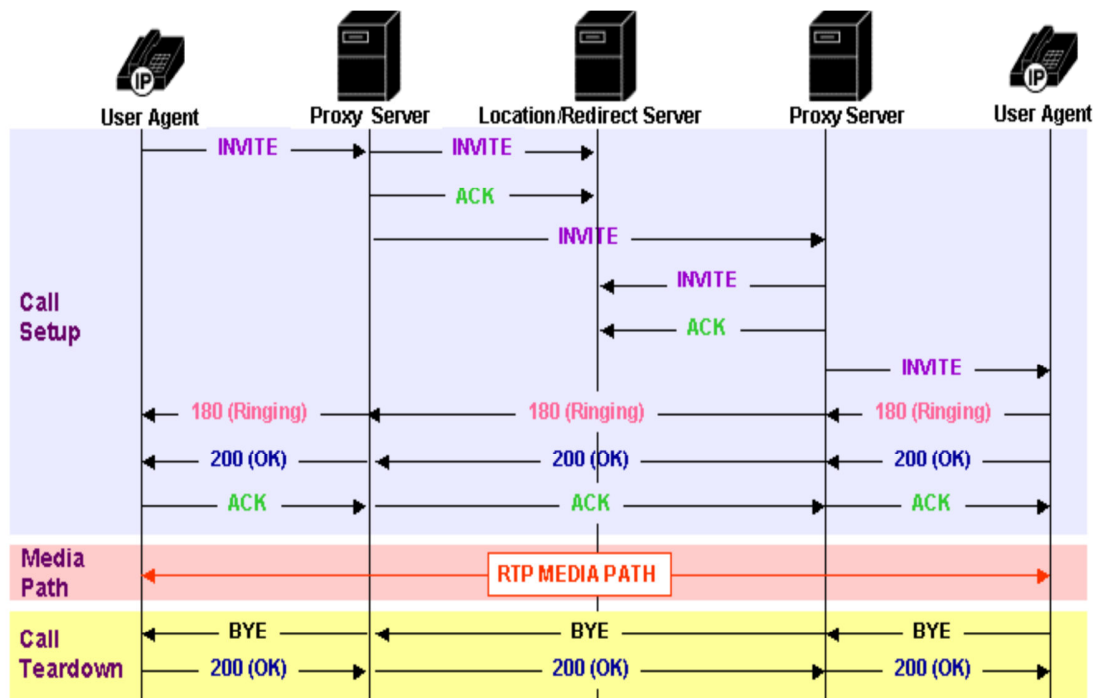 IP
IP
User Agent
Proxy Server
Location/Redirect Server
Proxy Server
User Agent
INVITE
INVITE
ACK
INVITE
INVITE
Call
Setup
ACK
INVITE
180 (Ringing)
180 (Ringing)
180 (Ringing)
200 (OK)
200 (OK)
200 (OK)
ACK
ACK
ACK
Media
Path
RTP MEDIA PATH
Call
Teardown
BYE
BYE
BYE
200 (OK)
200 (OK)
200 (OK)